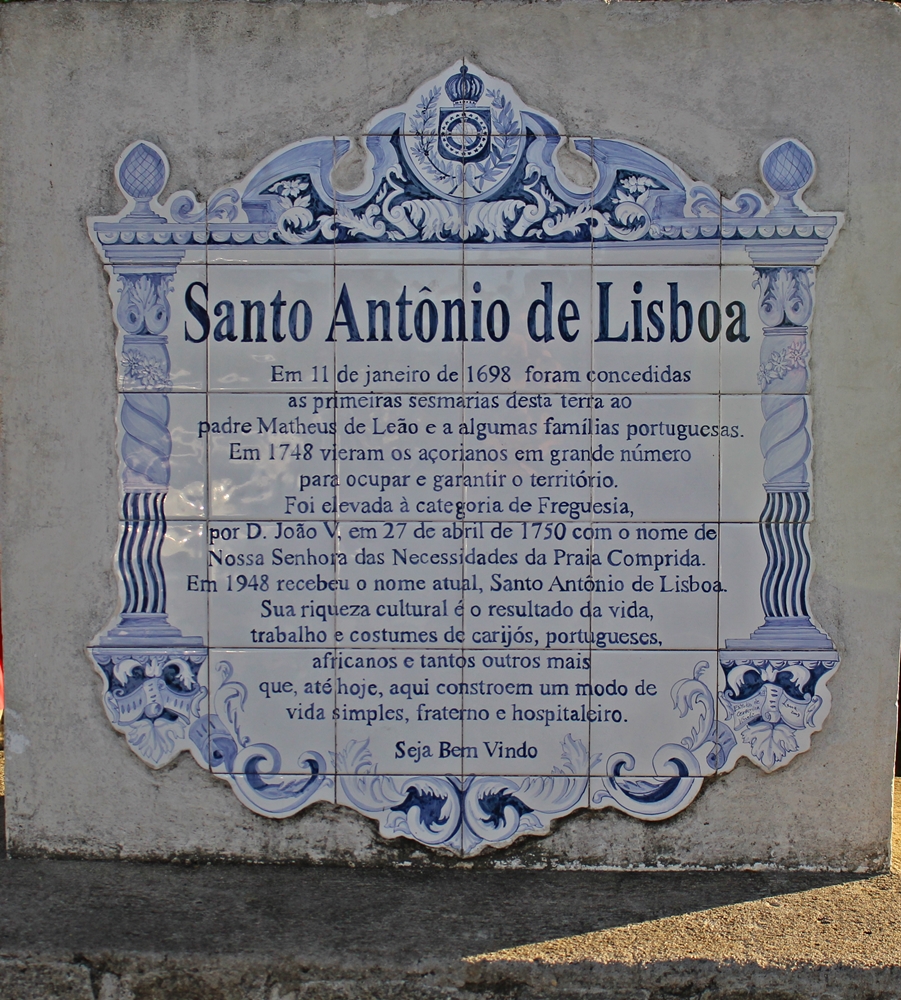 Santo Antônio de Lisboa
Em 11 de janeiro de 1698 foram concedidas
as primeiras sesmarias desta terra ao
padre Matheus de Leão e a algumas famílias portuguesas.
Em 1748 vieram os açorianos em grande número
para ocupar e garantir o território.
Foi elevada à categoria de Freguesia,
por D. João V, em 27 de abril de 1750 com o nome de
Nossa Senhora das Necessidades da Praia Comprida.
Em 1948 recebeu o nome atual, Santo Antônio de Lisboa.
Sua riqueza cultural é o resultado da vida,
trabalho e costumes de carijós, portugueses,
africanos e tantos outros mais
que, até hoje, aqui constroem um modo de
vida simples, fraterno e hospitaleiro.
Seja Bem Vindo